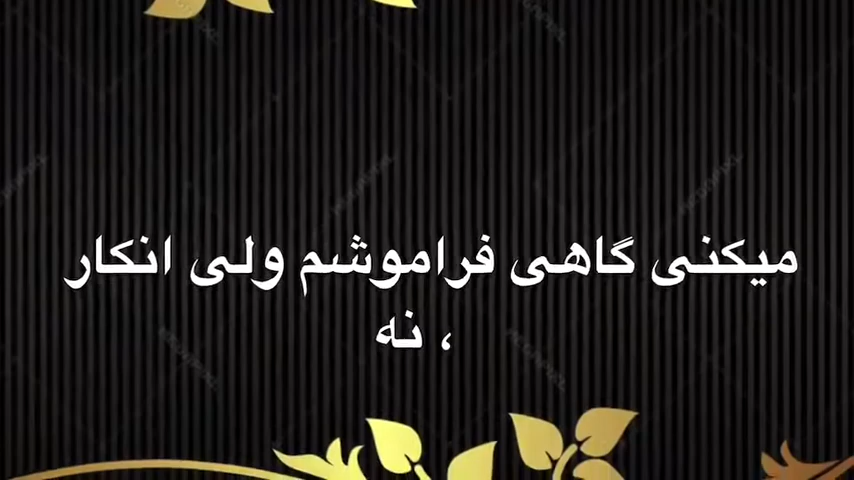 میکنی گاهی فراموشم ولی انکار
، نه